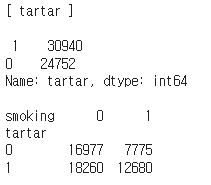 [ tartar ]
1 30940
0 24752
Name: tartar, dtype: int64
smoking 0 1
tartar
0 16977 7775
1 18260 12680